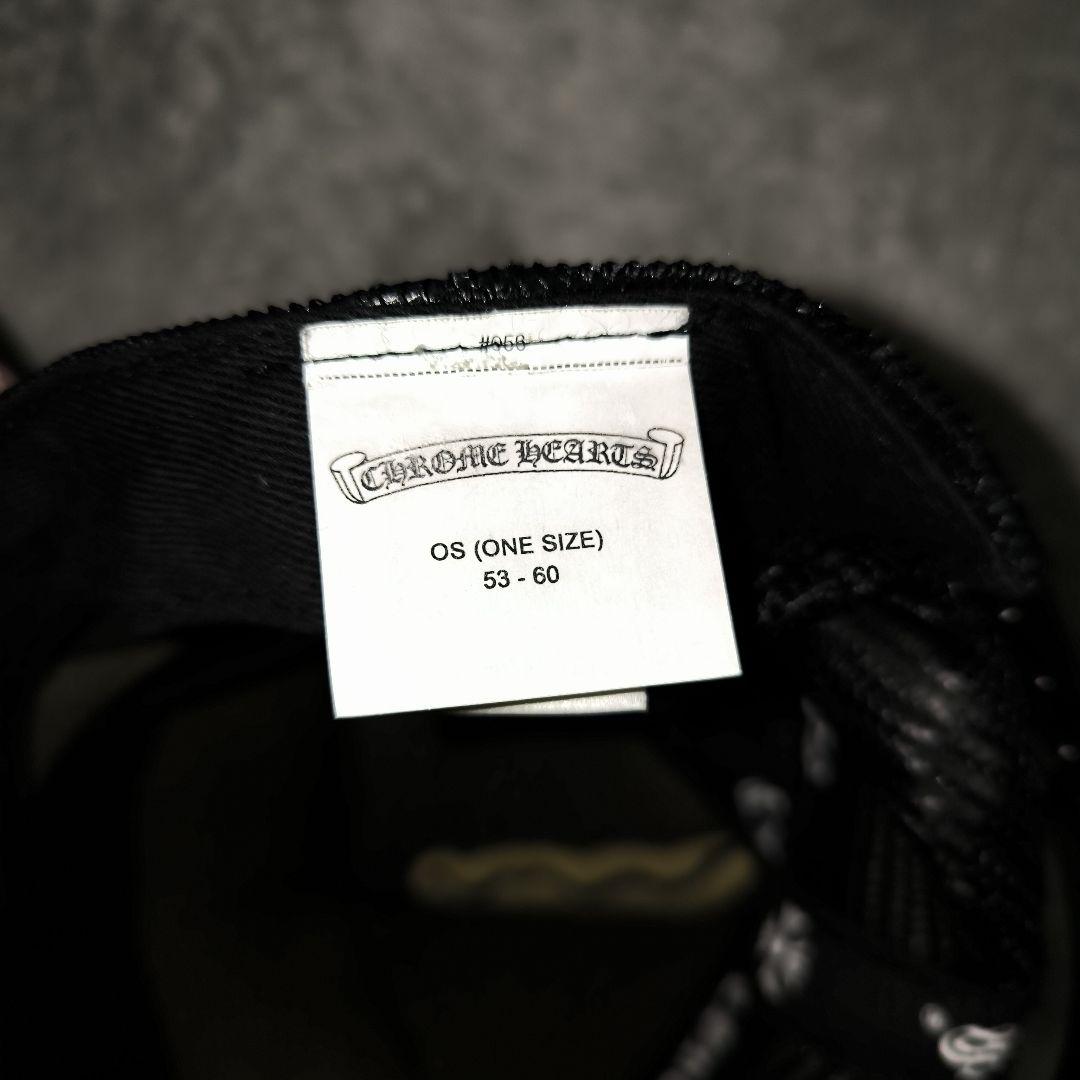 #056
CHROME HEARTS
OS (ONE SIZE)
53 - 60